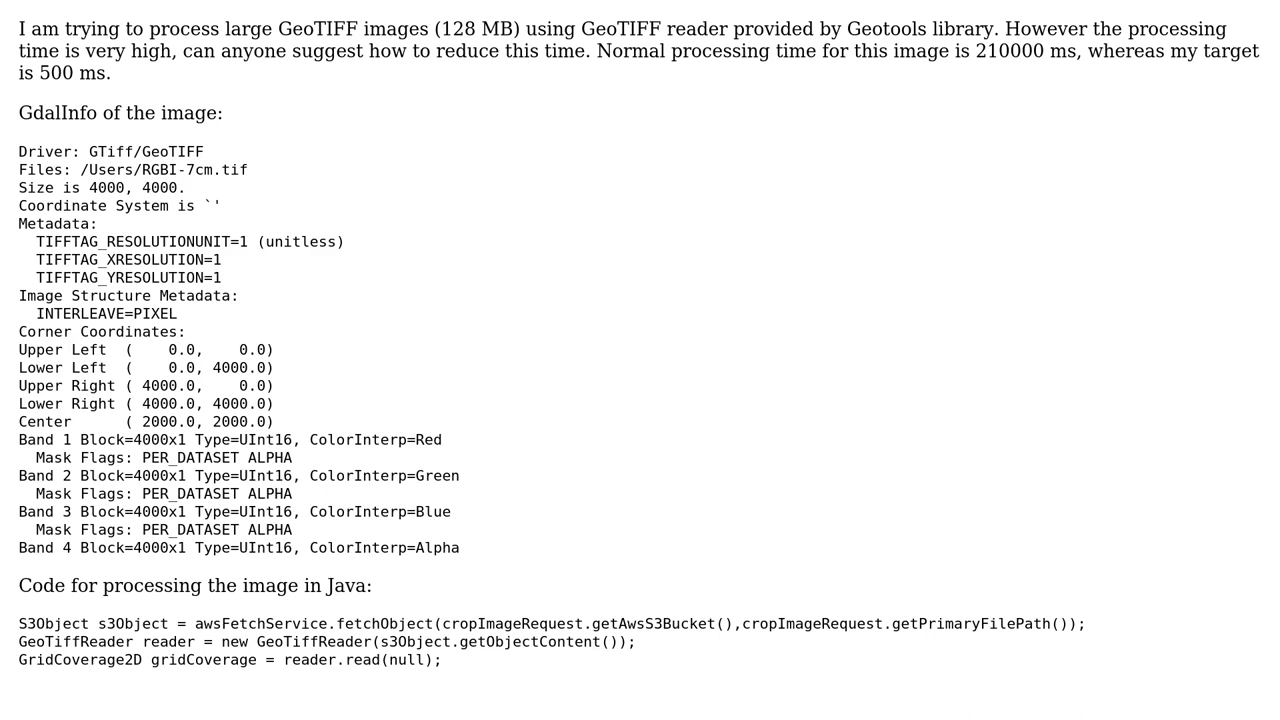 I am trying to process large GeoTIFF images (128 MB) using GeoTIFF reader provided by Geotools library. However the processing
time is very high, can anyone suggest how to reduce this time. Normal processing time for this image is 210000 ms, whereas my target
is 500 ms.
GdalInfo of the image:
Driver: GTiff/GeoTIFF
Files: /Users/RGBI-7cm.tif
Size is 4000, 4000.
Coordinate System is `'
Metadata:
  TIFFTAG_RESOLUTIONUNIT=1 (unitless)
  TIFFTAG_XRESOLUTION=1
  TIFFTAG_YRESOLUTION=1
Image Structure Metadata:
  INTERLEAVE=PIXEL
Corner Coordinates:
Upper Left  (    0.0,    0.0)
Lower Left  (    0.0, 4000.0)
Upper Right ( 4000.0,    0.0)
Lower Right ( 4000.0, 4000.0)
Center      ( 2000.0, 2000.0)
Band 1 Block=4000x1 Type=UInt16, ColorInterp=Red
  Mask Flags: PER_DATASET ALPHA
Band 2 Block=4000x1 Type=UInt16, ColorInterp=Green
  Mask Flags: PER_DATASET ALPHA
Band 3 Block=4000x1 Type=UInt16, ColorInterp=Blue
  Mask Flags: PER_DATASET ALPHA
Band 4 Block=4000x1 Type=UInt16, ColorInterp=Alpha
Code for processing the image in Java:
S3Object s3Object = awsFetchService.fetchObject(cropImageRequest.getAwsS3Bucket(),cropImageRequest.getPrimaryFilePath());
GeoTiffReader reader = new GeoTiffReader(s3Object.getObjectContent());
GridCoverage2D gridCoverage = reader.read(null);